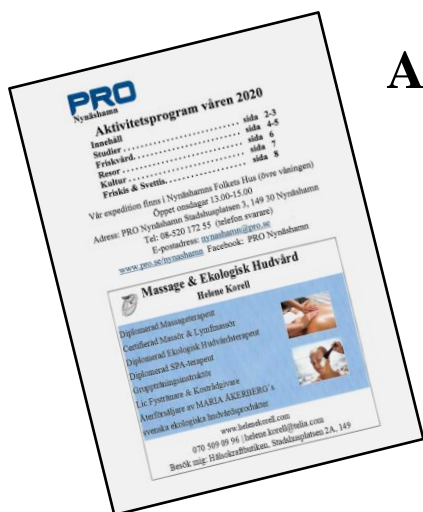 PRO
Nynäshamn
Aktivitetsprogram våren 2020
Innehåll
Studier . . . . . . . . . . . . . . . . . . . . . . . . sida 2-3
Friskvård. . . . . . . . . . . . . . . . . . . . . . sida 4-5
Resor . . . . . . . . . . . . . . . . . . . . . . . . . sida 6
Kultur . . . . . . . . . . . . . . . . . . . . . . . . . sida 7
Friskis & Svettis. . . . . . . . . . . . . . . . . sida 8
Vår expedition finns i Nynäshamns Folkets Hus (övre våningen)
Öppet onsdagar 13.00-15.00
Adress: PRO Nynäshamn Stadshusplatsen 3, 149 30 Nynäshamn
Tel: 08-520 172 55 (telefon svarare)
E-postadress: nynashamn@pro.se
www.pro.se/nynashamn Facebook: PRO Nynäshamn
Massage & Ekologisk Hudvård
Helene Korell
Diplomerad Massageterapeut
Certifierad Massör & Lymfmassör
Diplomerad Ekologisk Hudvårdsterapeut
Diplomerad SPA-terapeut
Gruppträningsinstruktör
Lic Fystränare & Kostrådgivare
Återförsäljare av MARIA ÅKERBERG´s
svenska ekologiska hudvårdsprodukter
www.helenekorell.com
070 509 09 96 | helene.korell@telia.com
Besök mig: Hälsokraftbutiken, Stadshusplatsen 2A, 149
A